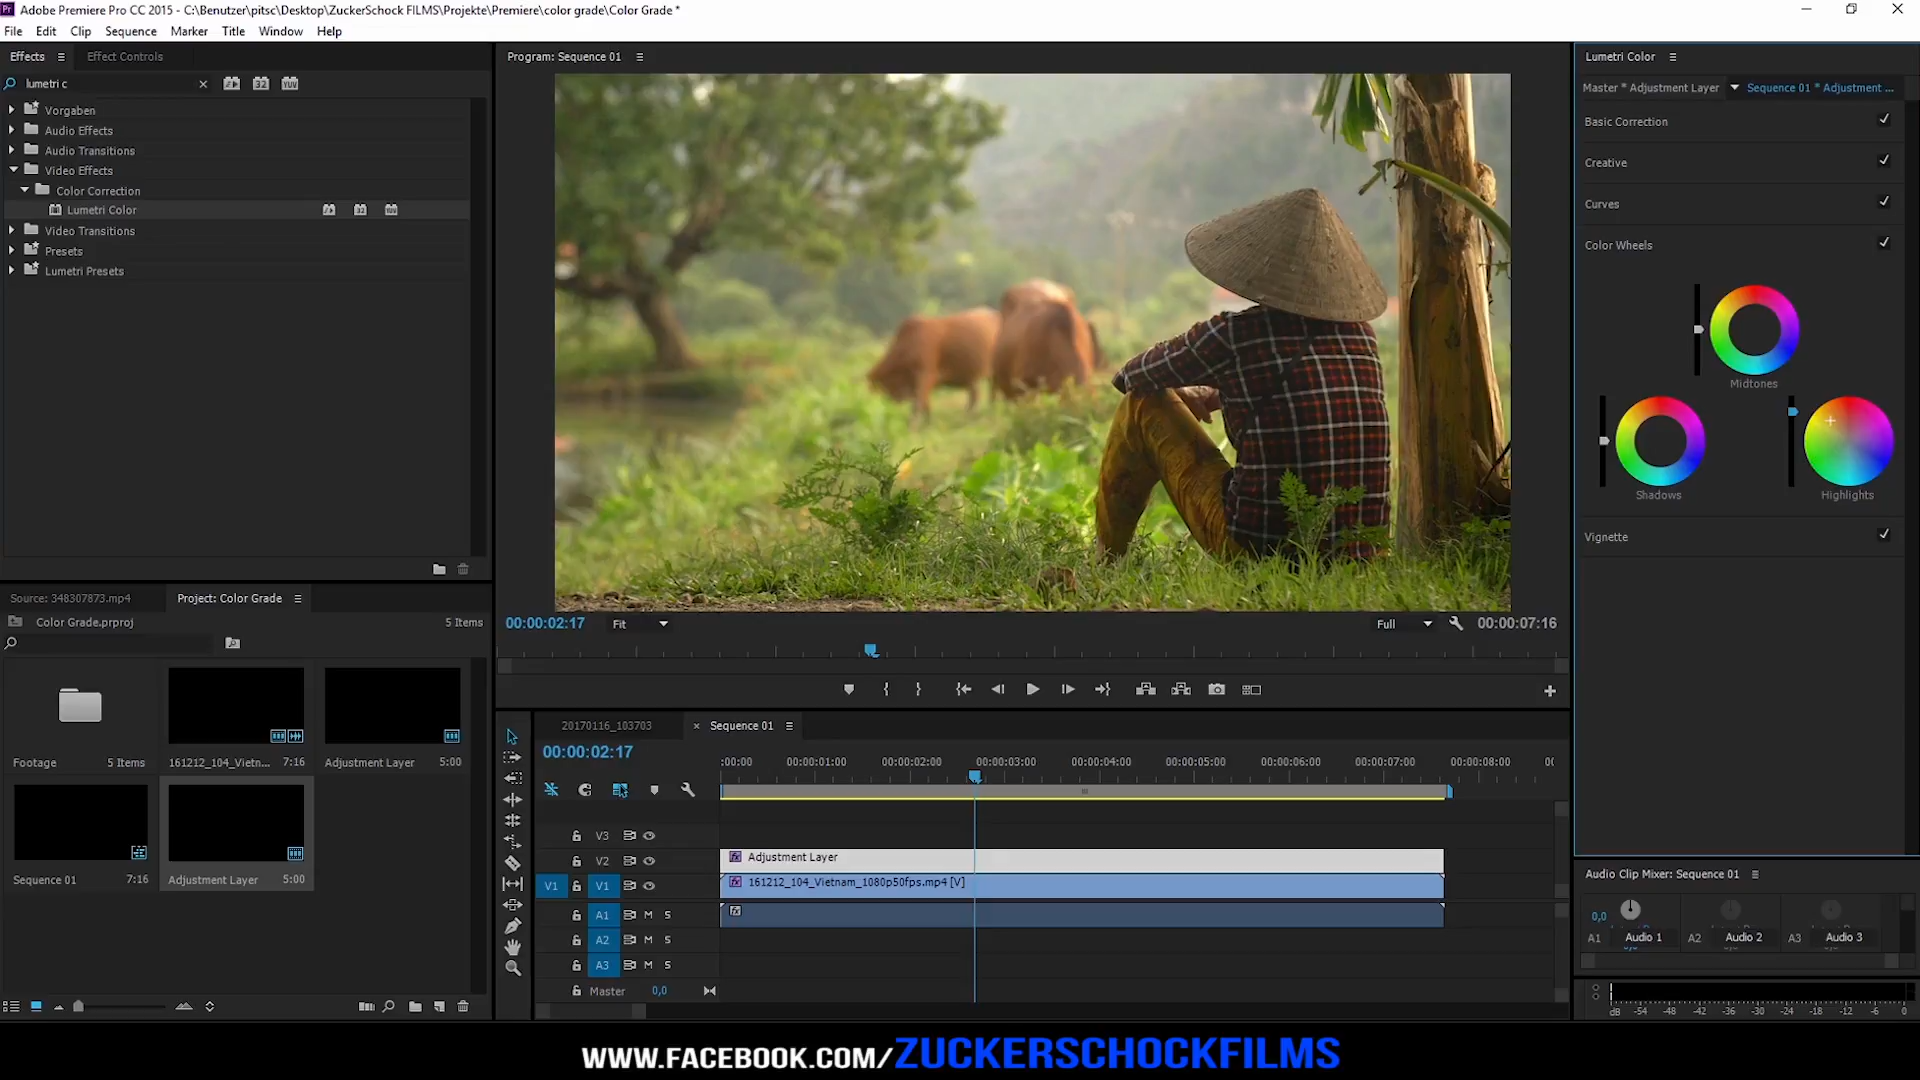 Pr Adobe Premiere Pro CC 2015 - C:\Benutzer\pitsc\Desktop\ZuckerSchock FILMS\Projekte\Premiere\color grade\Color Grade *
File Edit Clip Sequence Marker Title Window Help
Effects Effect Controls
lumetri c
Vorgaben
Audio Effects
Audio Transitions
Video Effects
Color Correction
Lumetri Color
Video Transitions
Presets
Lumetri Presets
Program: Sequence 01
00:00:02:17 Fit Full 00:00:07:16
Lumetri Color
Master * Adjustment Layer Sequence 01 * Adjustment ...
Basic Correction
Creative
Curves
Color Wheels
Midtones
Shadows Highlights
Vignette
Source: 348307873.mp4 Project: Color Grade
Color Grade.prproj 5 Items
Footage 5 Items 161212_104_Vietn... 7:16 Adjustment Layer 5:00
Sequence 01 7:16 Adjustment Layer 5:00
20170116_103703 × Sequence 01
00:00:02:17
:00:00 00:00:01:00 00:00:02:00 00:00:03:00 00:00:04:00 00:00:05:00 00:00:06:00 00:00:07:00 00:00:08:00 00
V3
V2 Adjustment Layer
V1 V1 161212_104_Vietnam_1080p50fps.mp4 [V]
A1 M S
A2 M S
A3 M S
Master 0,0
Audio Clip Mixer: Sequence 01
0,0
A1 Audio 1 A2 Audio 2 A3 Audio 3
dB -54 -48 -42 -36 -30 -24 -18 -12 -6 0
WWW.FACEBOOK.COM/ZUCKERSCHOCKFILMS